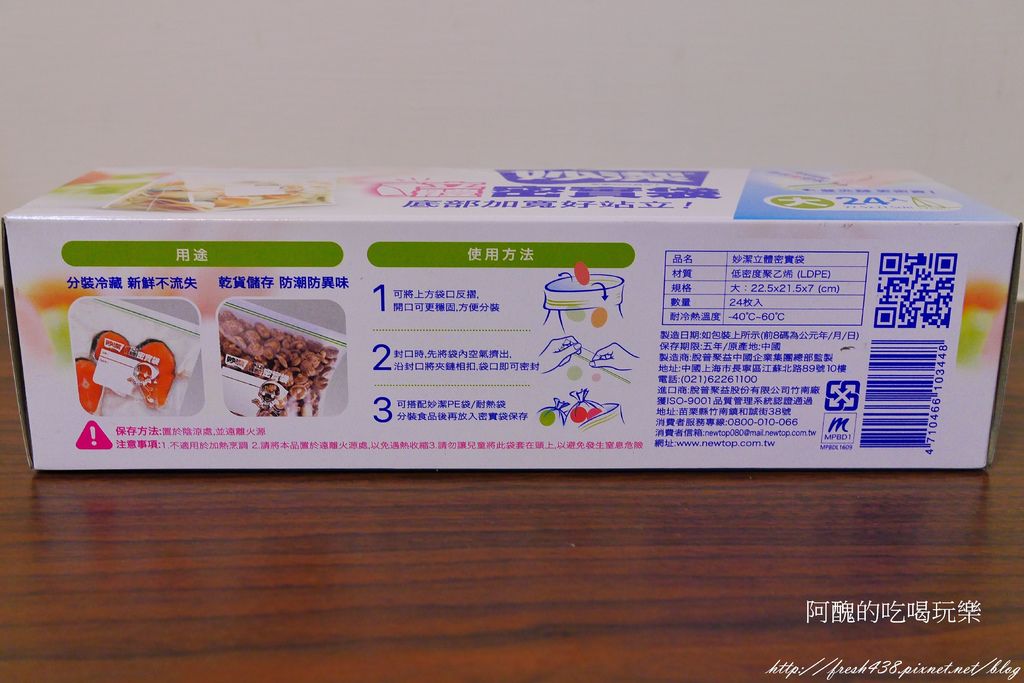 密實袋
底部加寬好站立!
大 24入
用途
分裝冷藏 新鮮不流失
乾貨儲存 防潮防異味
使用方法
1 可將上方袋口反摺,
開口可更穩固,方便分裝
2 封口時,先將袋內空氣擠出,
沿封口將夾鏈相扣,袋口即可密封
3 可搭配妙潔PE袋/耐熱袋
分裝食品後再放入密實袋保存
保存方法:置於陰涼處,並遠離火源
注意事項:1.不適用於加熱烹調 2.請將本品置於遠離火源處,以免遇熱收縮3.請勿讓兒童將此袋套在頭上,以避免發生窒息危險
品名 妙潔立體密實袋
材質 低密度聚乙烯 (LDPE)
規格 大:22.5x21.5x7 (cm)
數量 24枚入
耐冷熱溫度 -40℃~60℃
製造日期:如包裝上所示(前8碼為公元年/月/日)
保存期限:五年/原產地:中國
製造商:脫普聚益中國企業集團總部監製
地址:中國上海市長寧區江蘇北路89號10樓
電話:(021)62261100
進口商:脫普聚益股份有限公司竹南廠
獲ISO-9001品質管理系統認證通過
地址:苗栗縣竹南鎮和誠街38號
消費者服務專線:0800-010-066
消費者信箱:newtop080@mail.newtop.com.tw
網址:www.newtop.com.tw
MPBD1
MPBDL1609
4710466103448
阿醜的吃喝玩樂
http://fresh438.pixnet.net/blog